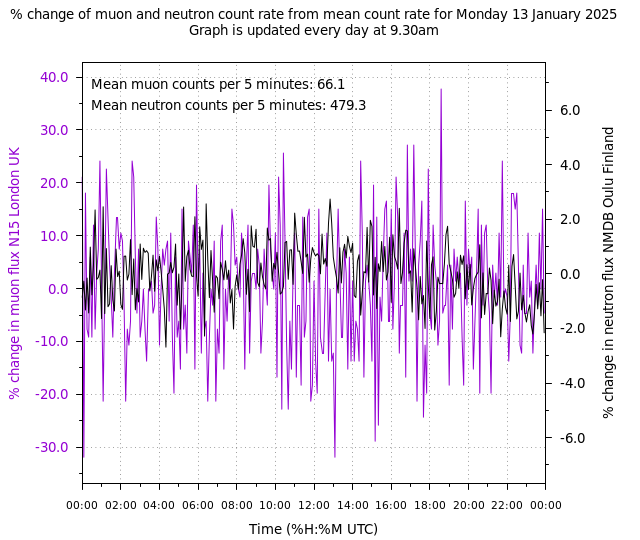 % change of muon and neutron count rate from mean count rate for Monday 13 January 2025
Graph is updated every day at 9.30am
Mean muon counts per 5 minutes: 66.1
Mean neutron counts per 5 minutes: 479.3
% change in muon flux N15 London UK
40.0
30.0
20.0
10.0
0.0
-10.0
-20.0
-30.0
6.0
4.0
2.0
0.0
-2.0
-4.0
-6.0
% change in neutron flux NMDB Oulu Finland
00:00 02:00 04:00 06:00 08:00 10:00 12:00 14:00 16:00 18:00 20:00 22:00 00:00
Time (%H:%M UTC)